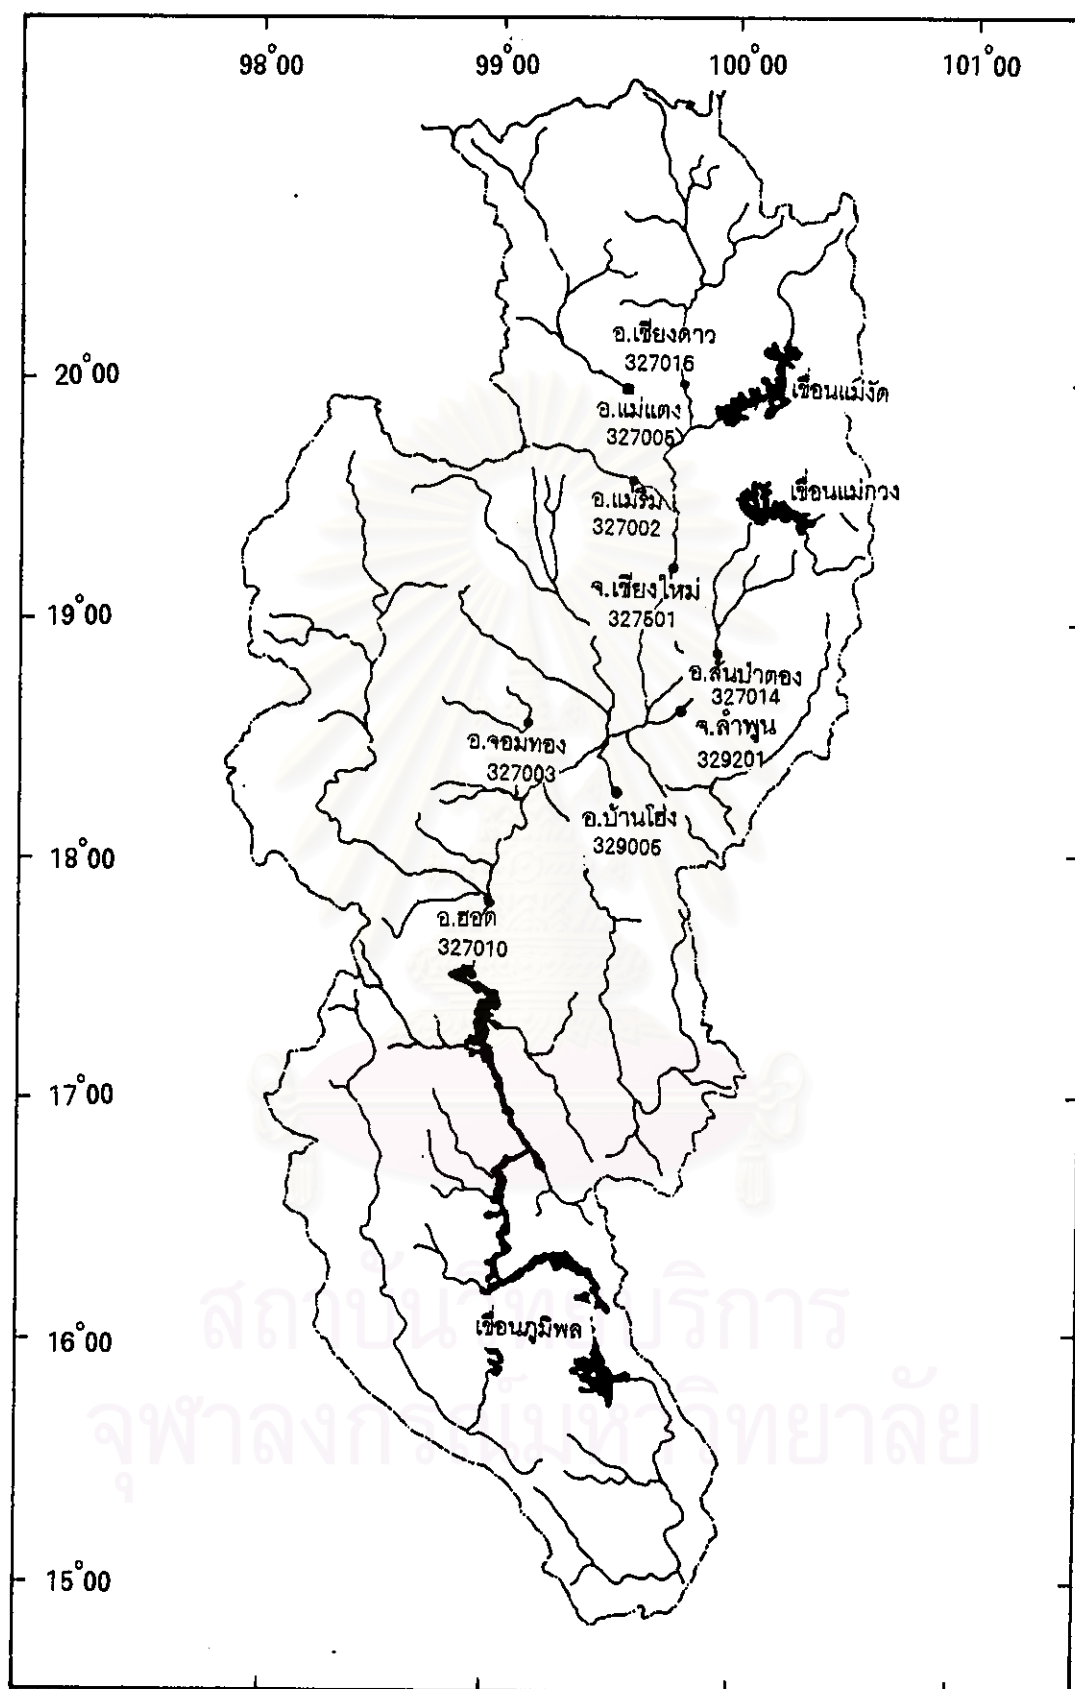 98°00 99°00 100°00 101°00
อ.เชียงดาว
327016
20°00
เขื่อนแม่งัด
อ.แม่แตง
327005
เขื่อนแม่กวง
อ.แม่ริม
327002
จ.เชียงใหม่
327501
19°00
อ.สันป่าตอง
327014
จ.ลำพูน
329201
อ.จอมทอง
327003
อ.บ้านโฮ่ง
329005
18°00
อ.ฮอด
327010
17°00
เขื่อนภูมิพล
16°00
สถาบันวิทยบริการ
จุฬาลงกรณ์มหาวิทยาลัย
15°00